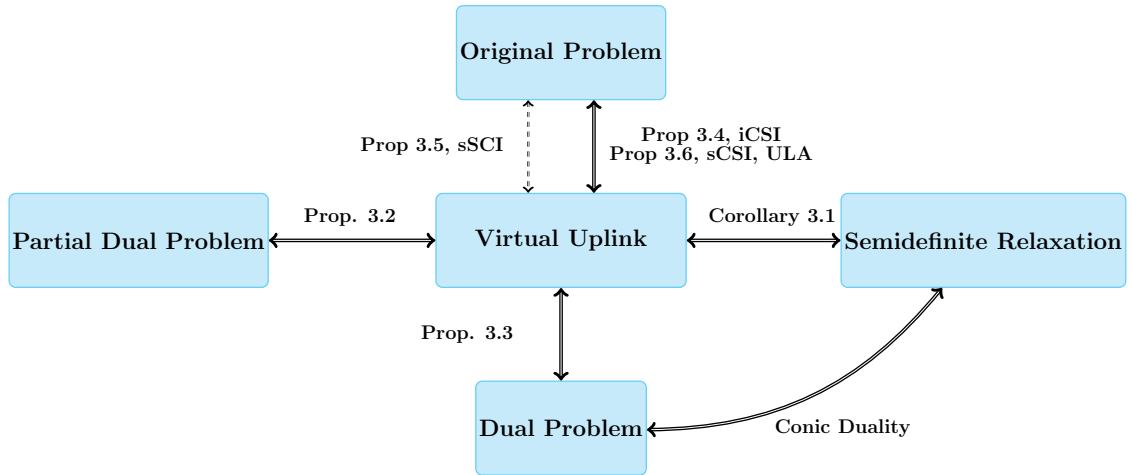 Original Problem
Prop 3.5, sSCI
Prop 3.4, iCSI
Prop 3.6, sCSI, ULA
Partial Dual Problem
Prop. 3.2
Virtual Uplink
Corollary 3.1
Semidefinite Relaxation
Prop. 3.3
Dual Problem
Conic Duality